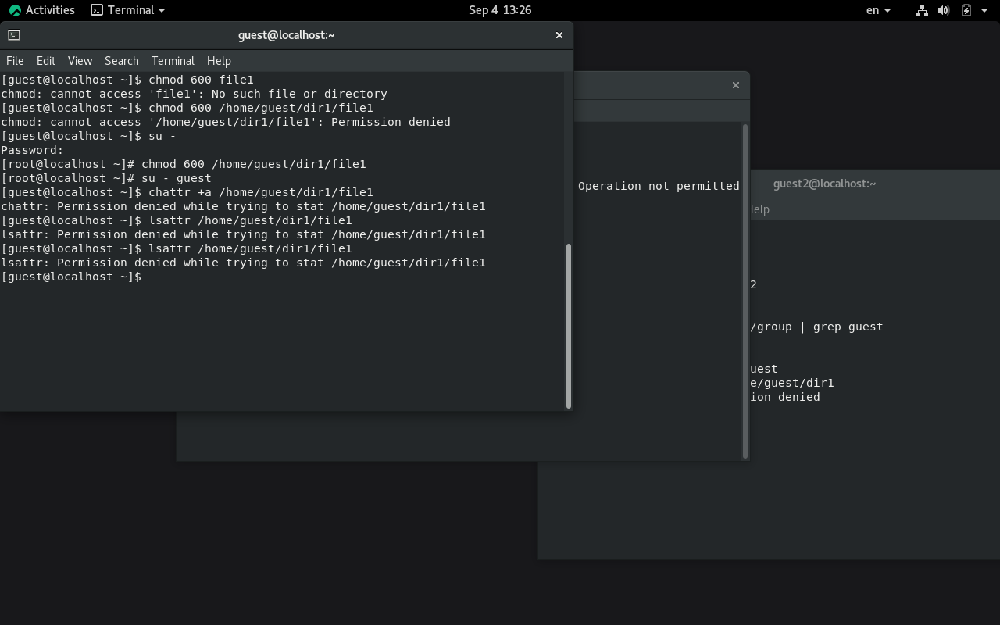 Activities Terminal Sep 4 13:26 en
guest@localhost:~
File Edit View Search Terminal Help
[guest@localhost ~]$ chmod 600 file1
chmod: cannot access 'file1': No such file or directory
[guest@localhost ~]$ chmod 600 /home/guest/dir1/file1
chmod: cannot access '/home/guest/dir1/file1': Permission denied
[guest@localhost ~]$ su -
Password:
[root@localhost ~]# chmod 600 /home/guest/dir1/file1
[root@localhost ~]# su - guest
[guest@localhost ~]$ chattr +a /home/guest/dir1/file1
chattr: Permission denied while trying to stat /home/guest/dir1/file1
[guest@localhost ~]$ lsattr /home/guest/dir1/file1
lsattr: Permission denied while trying to stat /home/guest/dir1/file1
[guest@localhost ~]$ lsattr /home/guest/dir1/file1
lsattr: Permission denied while trying to stat /home/guest/dir1/file1
[guest@localhost ~]$
Operation not permitted
guest2@localhost:~
Help
2
/group | grep guest
uest
e/guest/dir1
ion denied